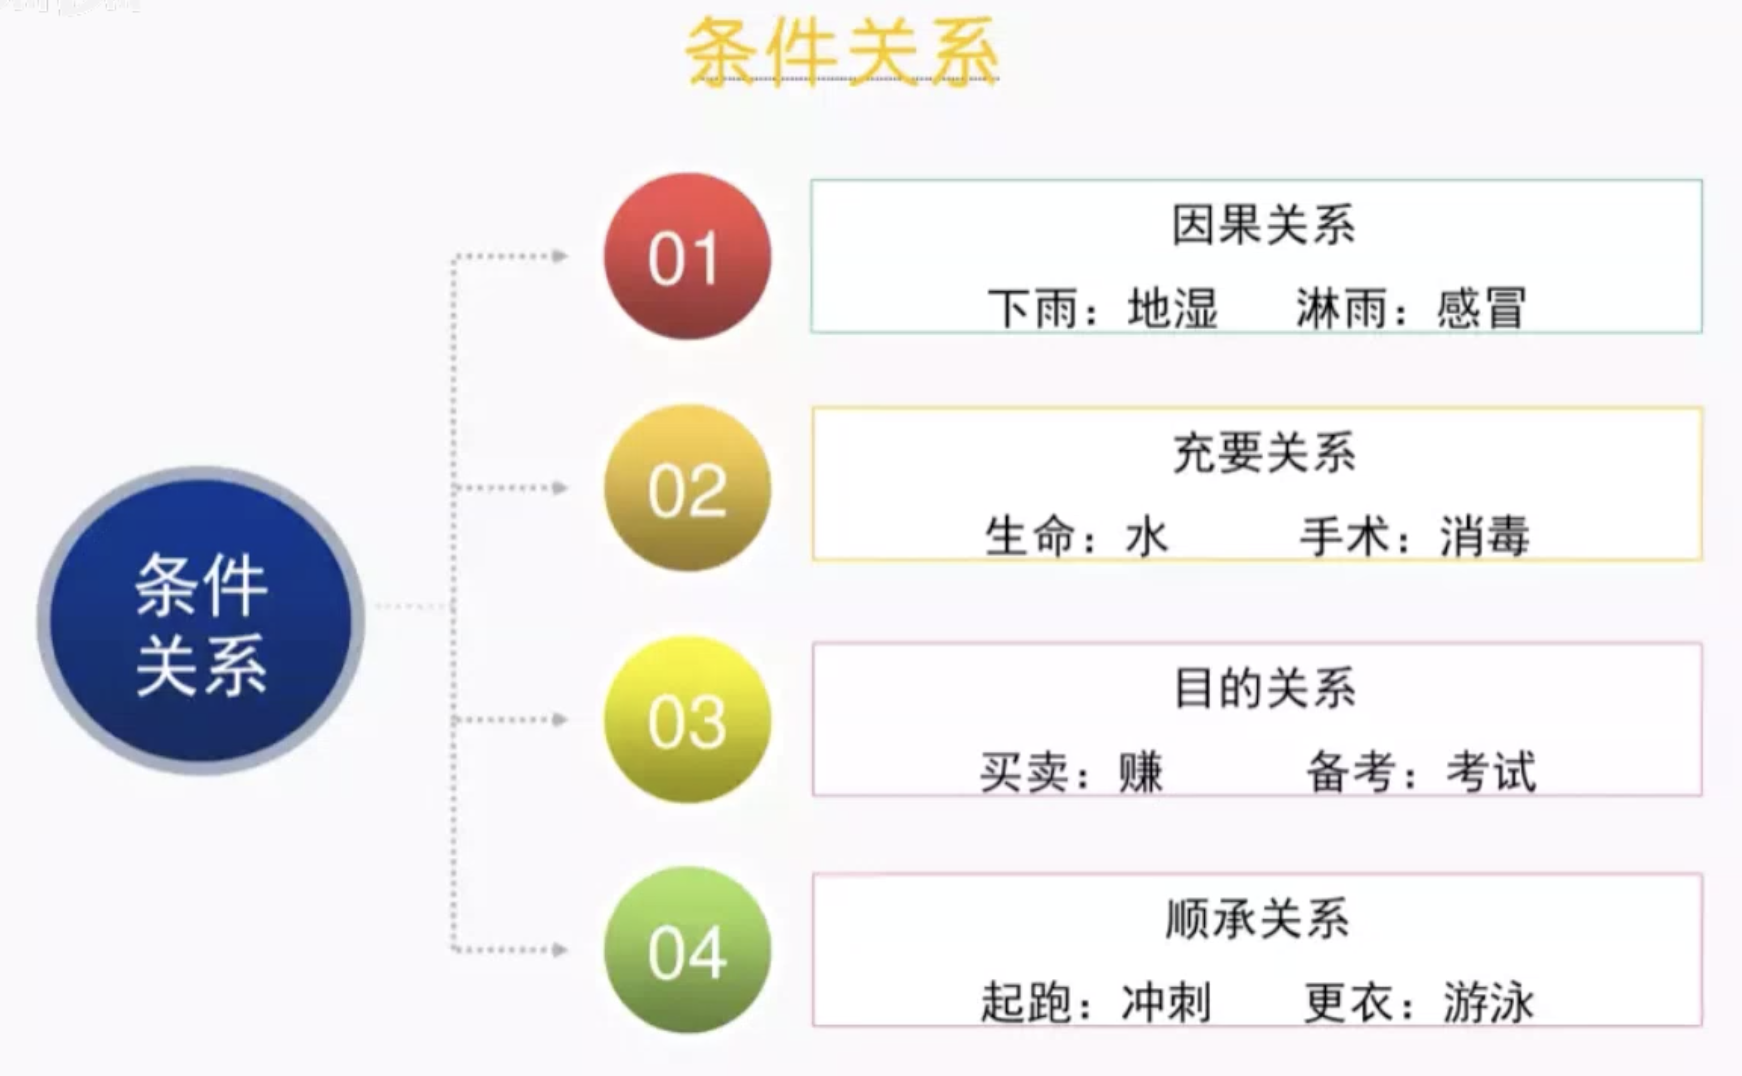 条件关系
条件
关系
01
因果关系
下雨：地湿 淋雨：感冒
02
充要关系
生命：水 手术：消毒
03
目的关系
买卖：赚 备考：考试
04
顺承关系
起跑：冲刺 更衣：游泳